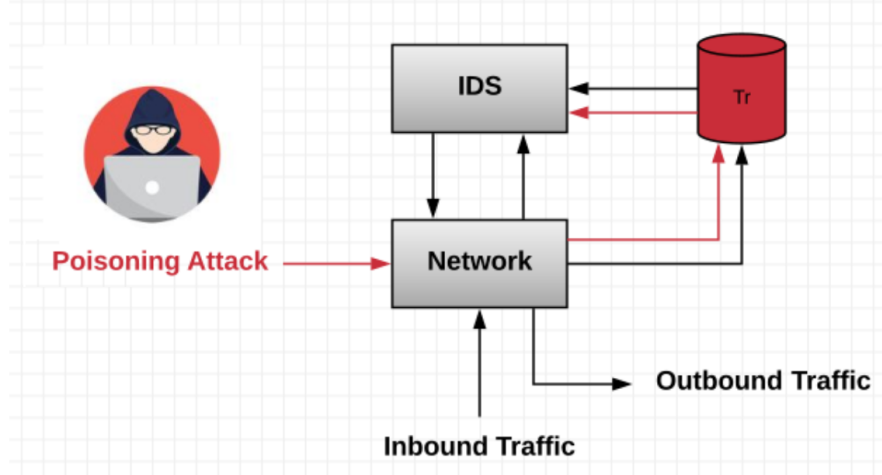 IDS
Tr
Poisoning Attack
Network
Outbound Traffic
Inbound Traffic